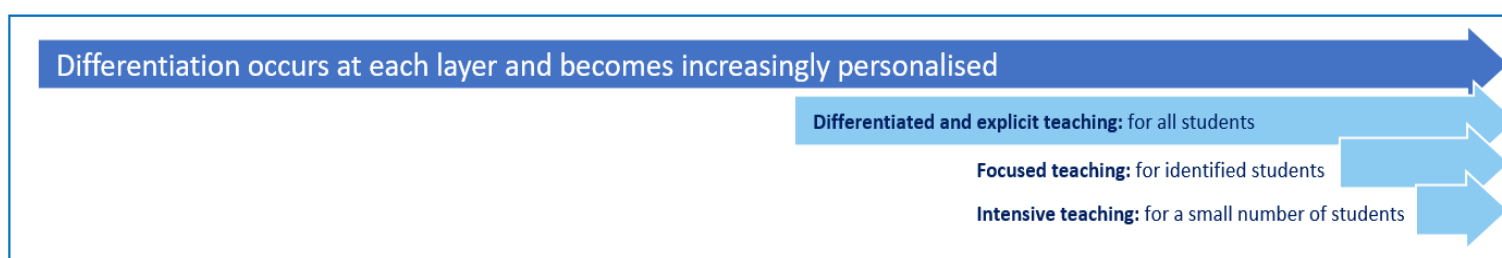 Differentiation occurs at each layer and becomes increasingly personalised
Differentiated and explicit teaching: for all students
Focused teaching: for identified students
Intensive teaching: for a small number of students